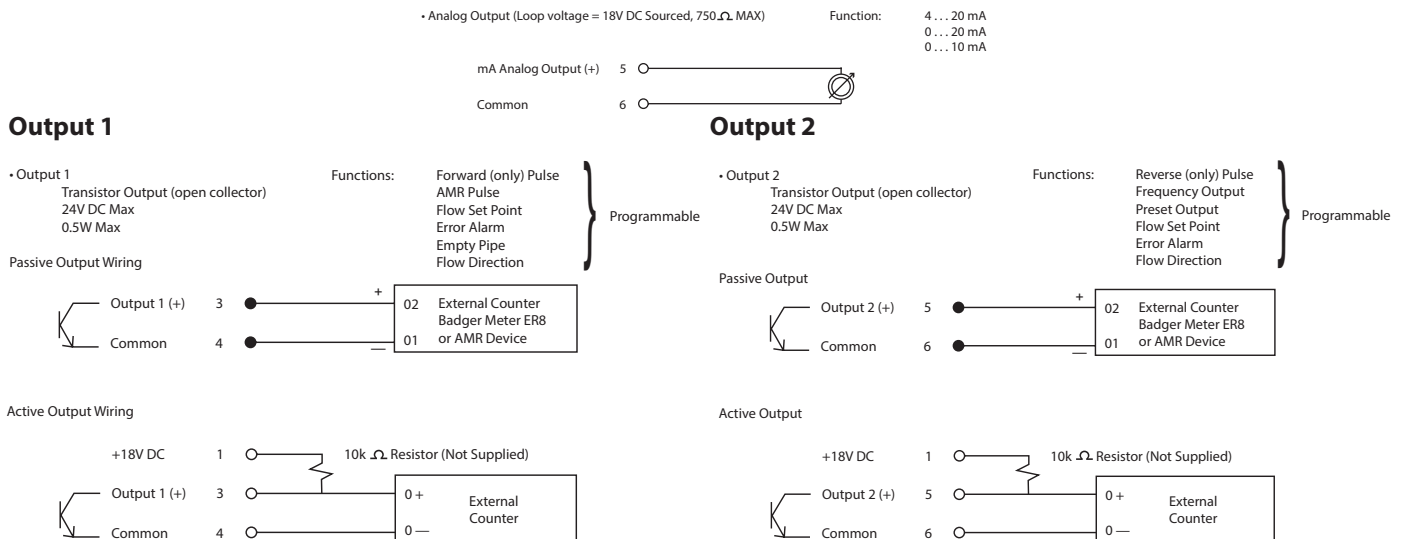 • Analog Output (Loop voltage = 18V DC Sourced, 750 Ω MAX) Function: 4 . . . 20 mA
0 . . . 20 mA
0 . . . 10 mA
mA Analog Output (+) 5
Common 6
Output 1
• Output 1
Transistor Output (open collector)
24V DC Max
0.5W Max
Functions: Forward (only) Pulse
AMR Pulse
Flow Set Point
Error Alarm
Empty Pipe
Flow Direction
Programmable
Passive Output Wiring
Output 1 (+) 3 + 02 External Counter
Badger Meter ER8
Common 4 — 01 or AMR Device
Active Output Wiring
+18V DC 1 10k Ω Resistor (Not Supplied)
Output 1 (+) 3 0 + External
Counter
Common 4 0 —
Output 2
• Output 2
Transistor Output (open collector)
24V DC Max
0.5W Max
Functions: Reverse (only) Pulse
Frequency Output
Preset Output
Flow Set Point
Error Alarm
Flow Direction
Programmable
Passive Output
Output 2 (+) 5 + 02 External Counter
Badger Meter ER8
Common 6 — 01 or AMR Device
Active Output
+18V DC 1 10k Ω Resistor (Not Supplied)
Output 2 (+) 5 0 + External
Counter
Common 6 0 —